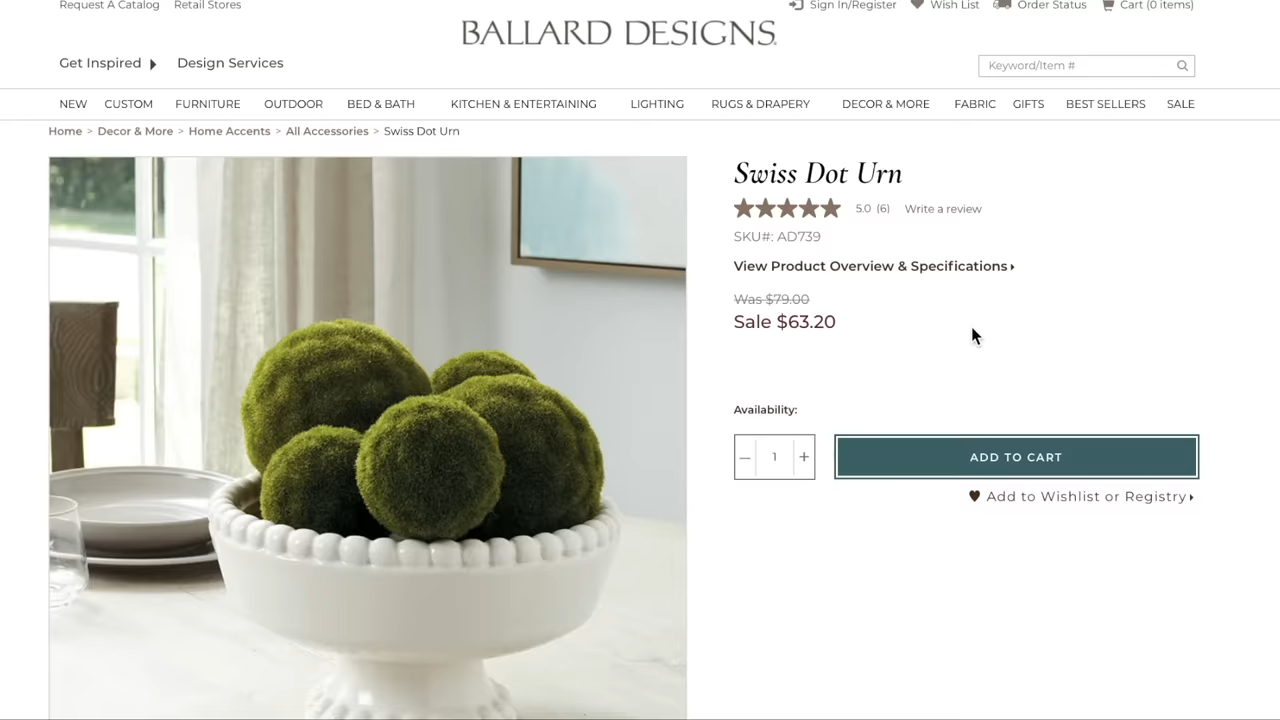 Request A Catalog Retail Stores Sign In/Register Wish List Order Status Cart (0 items)
BALLARD DESIGNS
Get Inspired Design Services Keyword/Item #
NEW CUSTOM FURNITURE OUTDOOR BED & BATH KITCHEN & ENTERTAINING LIGHTING RUGS & DRAPERY DECOR & MORE FABRIC GIFTS BEST SELLERS SALE
Home > Decor & More > Home Accents > All Accessories > Swiss Dot Urn
Swiss Dot Urn
5.0 (6) Write a review
SKU#: AD739
View Product Overview & Specifications
Was $79.00
Sale $63.20
Availability:
– 1 + ADD TO CART
Add to Wishlist or Registry